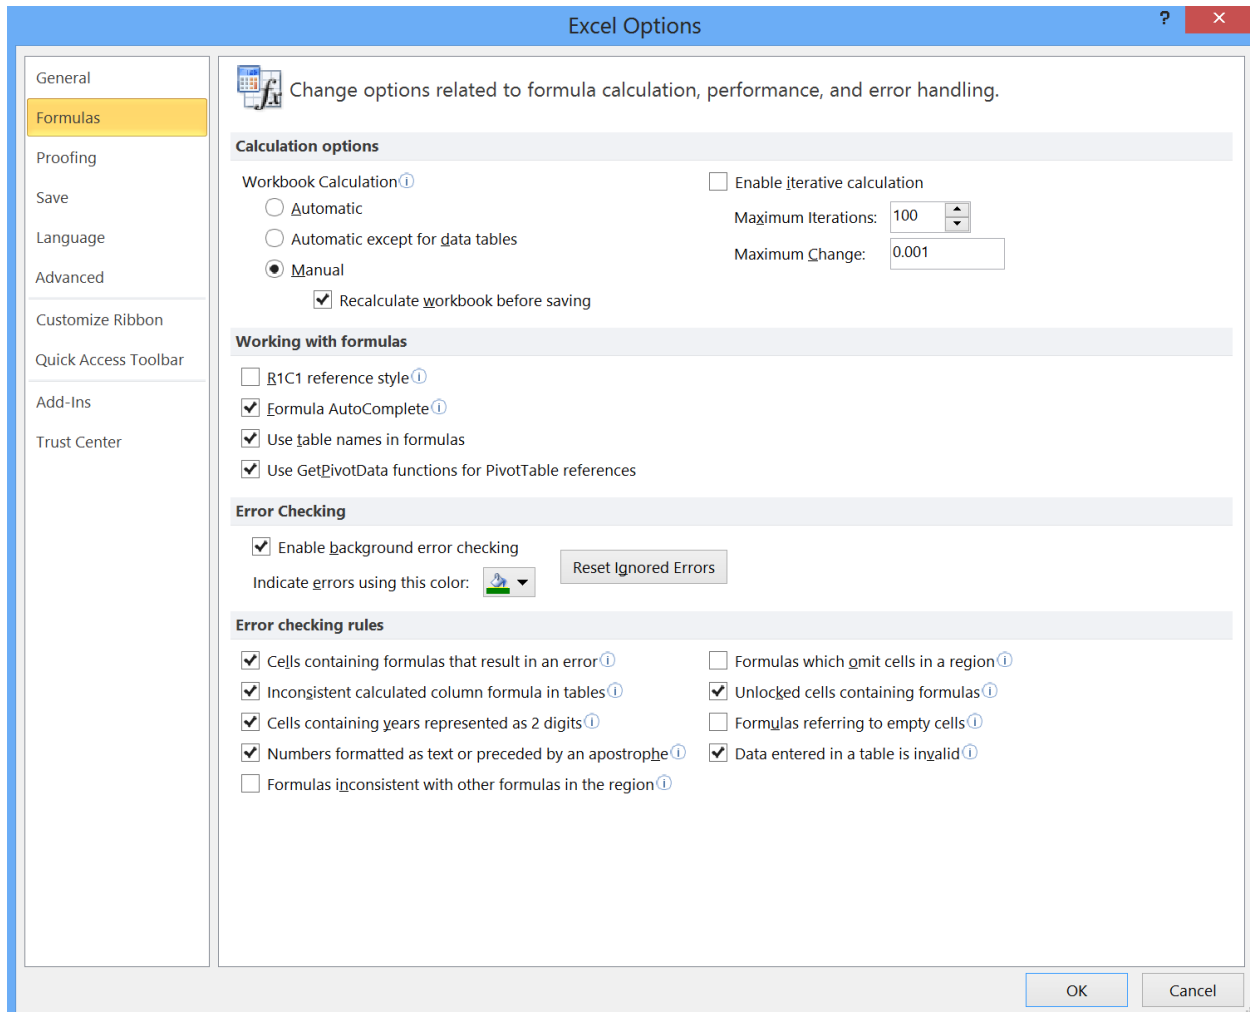 Excel Options
?
General
Formulas
Proofing
Save
Language
Advanced
Customize Ribbon
Quick Access Toolbar
Add-Ins
Trust Center
fx Change options related to formula calculation, performance, and error handling.
Calculation options
Workbook Calculation
Automatic
Automatic except for data tables
Manual
Recalculate workbook before saving
Enable iterative calculation
Maximum Iterations: 100
Maximum Change: 0.001
Working with formulas
R1C1 reference style
Formula AutoComplete
Use table names in formulas
Use GetPivotData functions for PivotTable references
Error Checking
Enable background error checking
Indicate errors using this color:
Reset Ignored Errors
Error checking rules
Cells containing formulas that result in an error
Inconsistent calculated column formula in tables
Cells containing years represented as 2 digits
Numbers formatted as text or preceded by an apostrophe
Formulas inconsistent with other formulas in the region
Formulas which omit cells in a region
Unlocked cells containing formulas
Formulas referring to empty cells
Data entered in a table is invalid
OK
Cancel